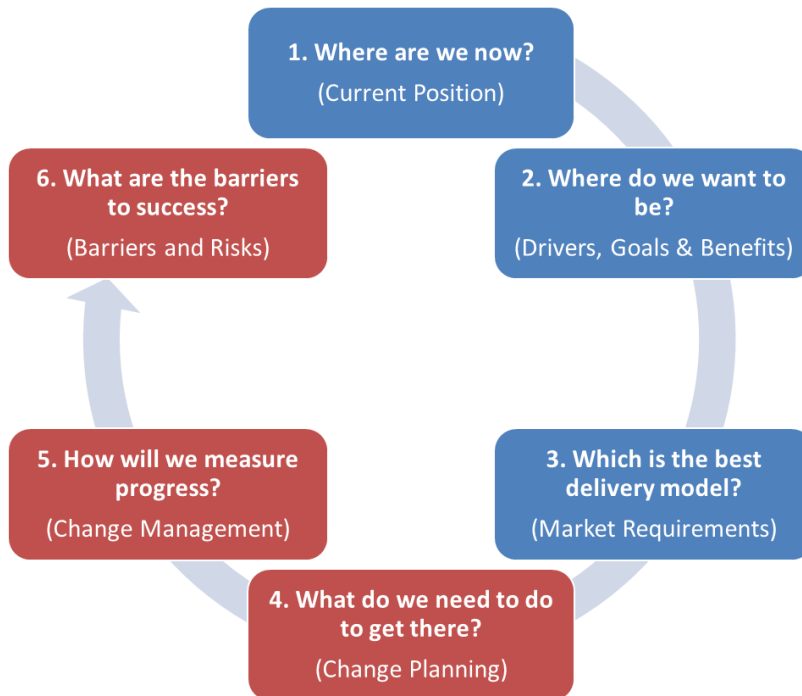 1. Where are we now?
(Current Position)
2. Where do we want to
be?
(Drivers, Goals & Benefits)
3. Which is the best
delivery model?
(Market Requirements)
4. What do we need to do
to get there?
(Change Planning)
5. How will we measure
progress?
(Change Management)
6. What are the barriers
to success?
(Barriers and Risks)